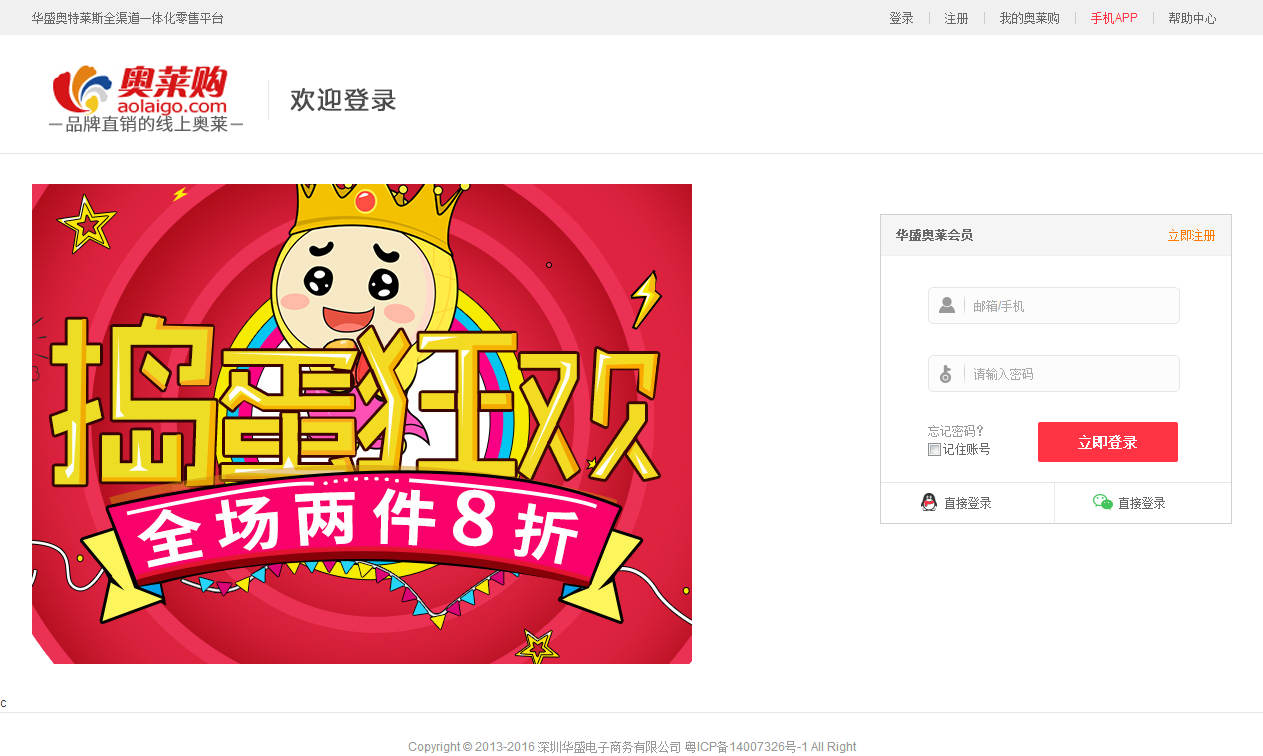 华盛奥特莱斯全渠道一体化零售平台
登录 注册 我的奥莱购 手机APP 帮助中心
奥莱购
aolaigo.com
一品牌直销的线上奥莱一
欢迎登录
华盛奥莱会员 立即注册
邮箱/手机
请输入密码
忘记密码?
记住账号
立即登录
直接登录 直接登录
捣蛋狂欢
全场两件8折
c
Copyright © 2013-2016 深圳华盛电子商务有限公司 粤ICP备14007326号-1 All Right